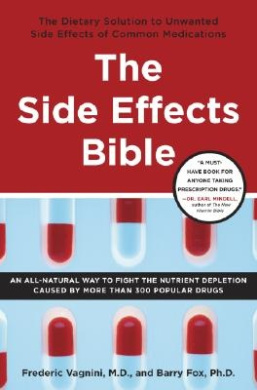 The Dietary Solution to Unwanted
Side Effects of Common Medications
The
Side Effects
Bible
"A MUST-
HAVE BOOK FOR
ANYONE TAKING
PRESCRIPTION DRUGS."
—DR. EARL MINDELL,
author of The New
Vitamin Bible
AN ALL-NATURAL WAY TO FIGHT THE NUTRIENT DEPLETION
CAUSED BY MORE THAN 300 POPULAR DRUGS
Frederic Vagnini, M.D., and Barry Fox, Ph.D.